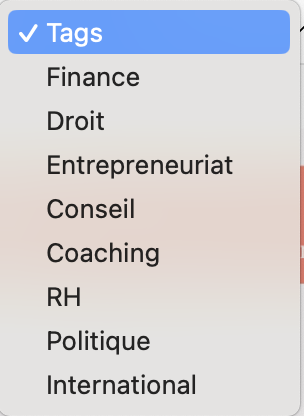 Tags
Finance
Droit
Entrepreneuriat
Conseil
Coaching
RH
Politique
International